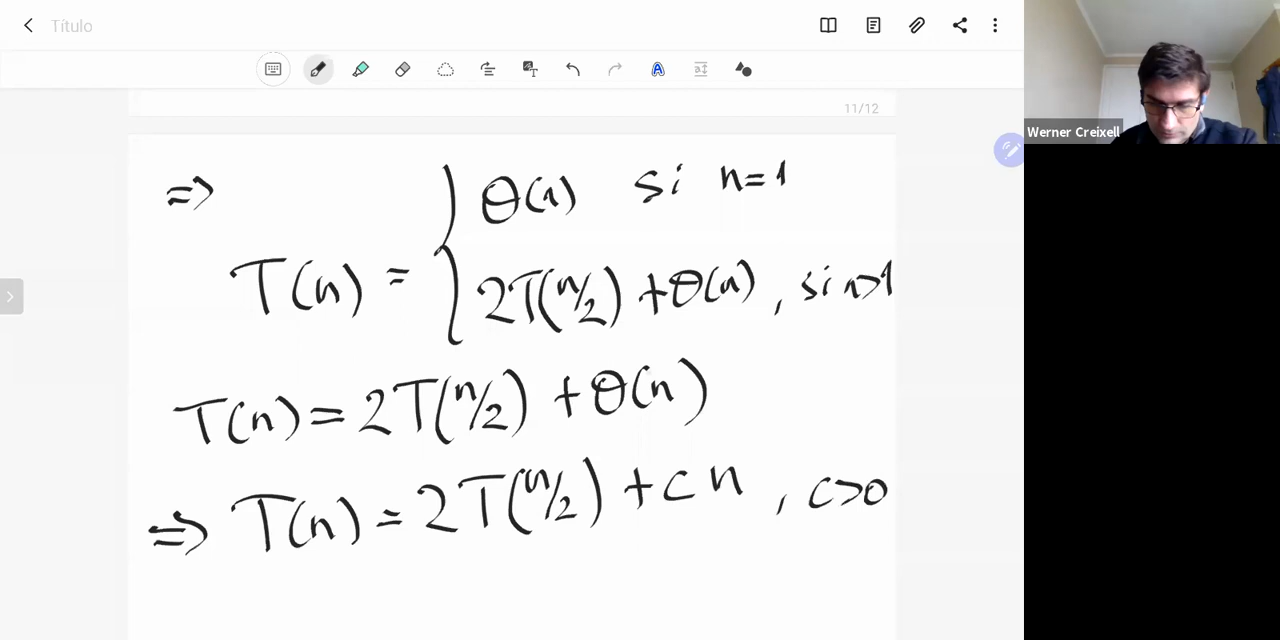 Título
11/12
Werner Creixell
=> Θ(1) si n=1
T(n) = { 2T(n/2) + Θ(n), si n>1
T(n) = 2T(n/2) + Θ(n)
=> T(n) = 2T(n/2) + cn, c>0